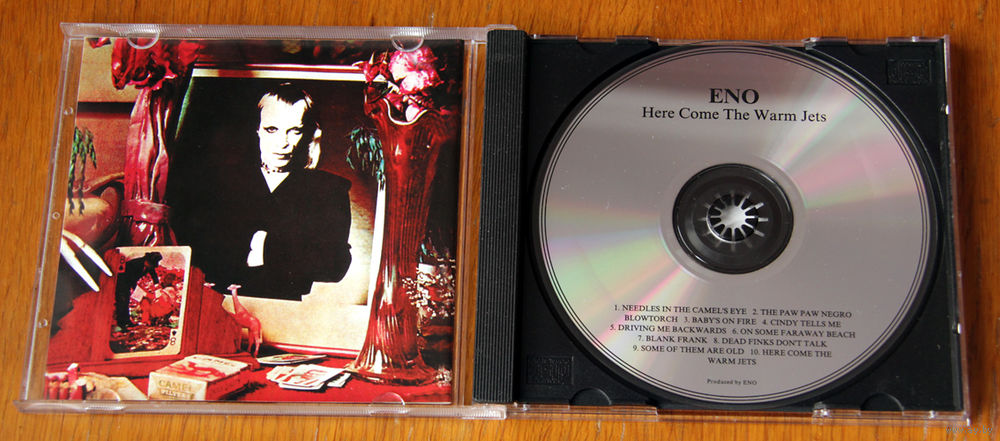 CAMEL
FILTERS
ENO
Here Come The Warm Jets
1. NEEDLES IN THE CAMEL'S EYE 2. THE PAW PAW NEGRO
BLOWTORCH 3. BABY'S ON FIRE 4. CINDY TELLS ME
5. DRIVING ME BACKWARDS 6. ON SOME FARAWAY BEACH
7. BLANK FRANK 8. DEAD FINKS DON'T TALK
9. SOME OF THEM ARE OLD 10. HERE COME THE
WARM JETS
Produced by ENO